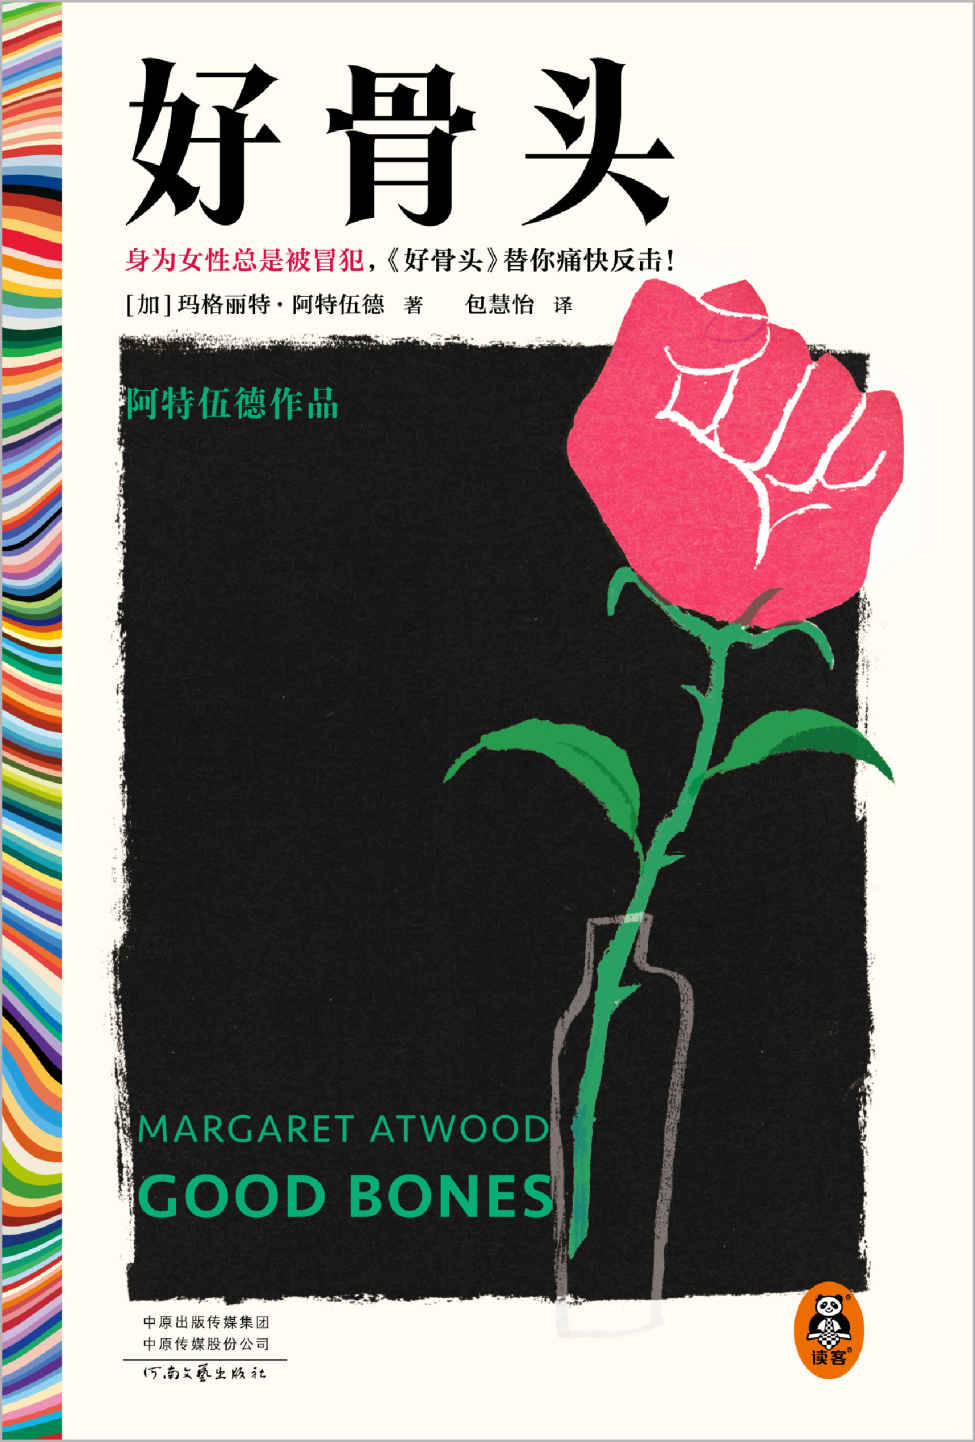 好骨头
身为女性总是被冒犯，《好骨头》替你痛快反击！
［加］玛格丽特·阿特伍德 著 包慧怡 译
阿特伍德作品
MARGARET ATWOOD
GOOD BONES
中原出版传媒集团
中原传媒股份公司
河南文艺出版社
读客®